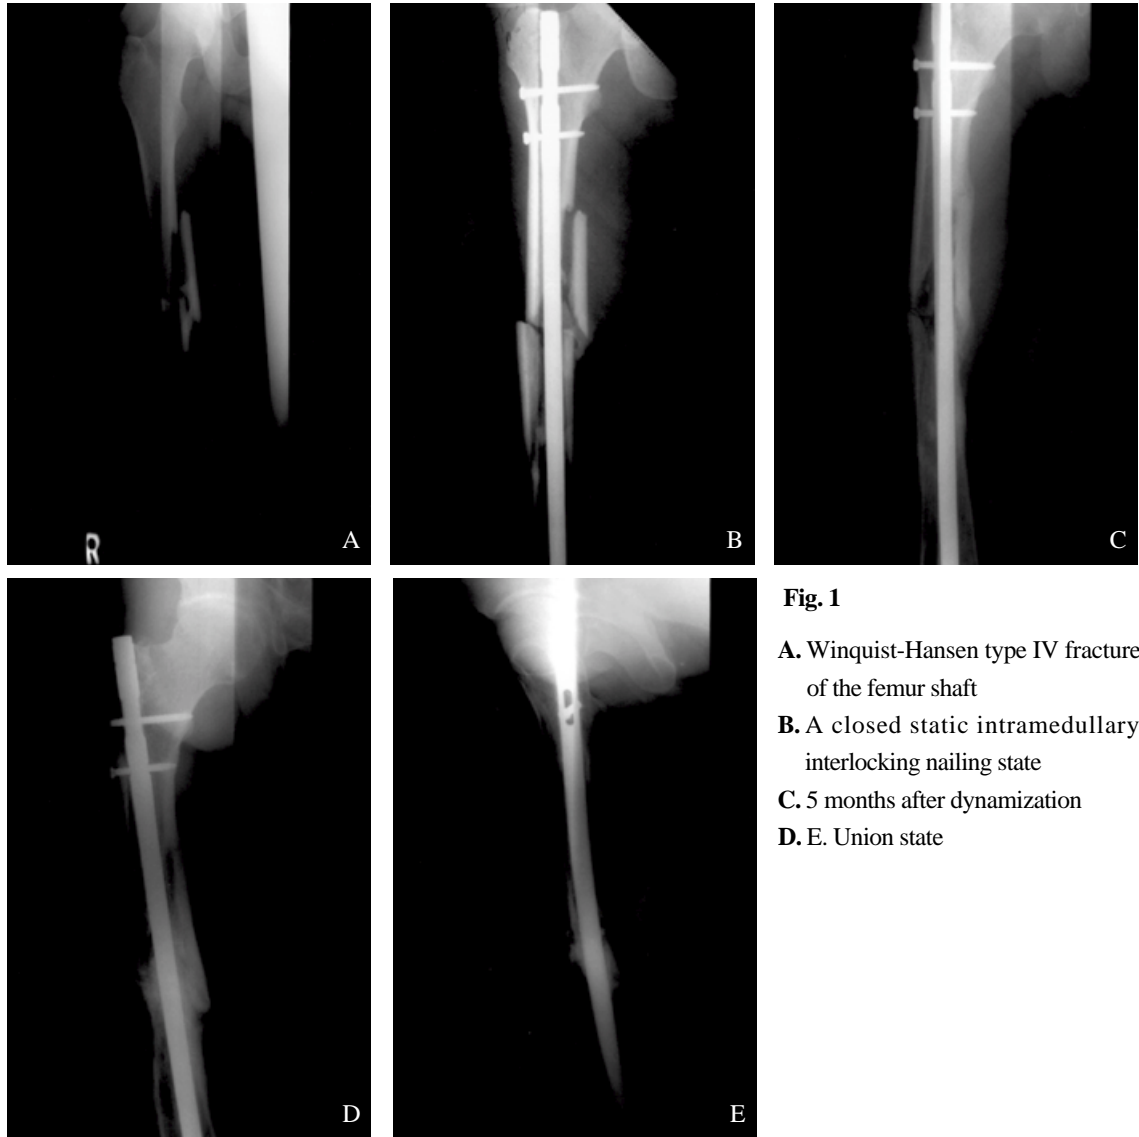 R
A
B
C
D
E
Fig. 1
A. Winquist-Hansen type IV fracture
of the femur shaft
B. A closed static intramedullary
interlocking nailing state
C. 5 months after dynamization
D. E. Union state